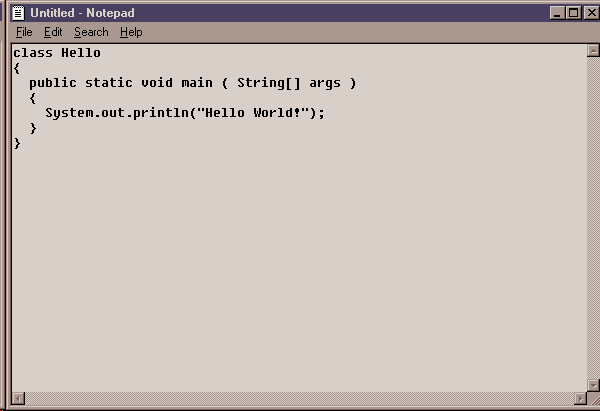 Untitled - Notepad
File Edit Search Help
class Hello
{
  public static void main ( String[] args )
  {
    System.out.println("Hello World!");
  }
}